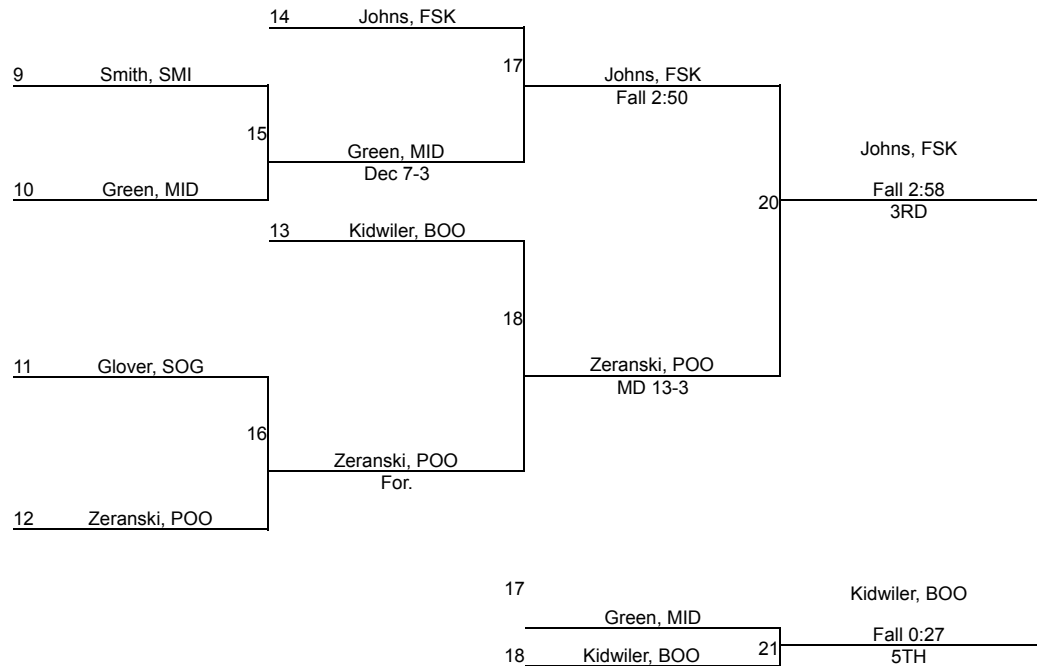 14 Johns, FSK
17 Johns, FSK
9 Smith, SMI
Fall 2:50
15
Green, MID
Johns, FSK
Dec 7-3
10 Green, MID
20 Fall 2:58
3RD
13 Kidwiler, BOO
18
11 Glover, SOG
Zeranski, POO
MD 13-3
16
Zeranski, POO
For.
12 Zeranski, POO
17
Kidwiler, BOO
Green, MID
Fall 0:27
18 Kidwiler, BOO 21
5TH